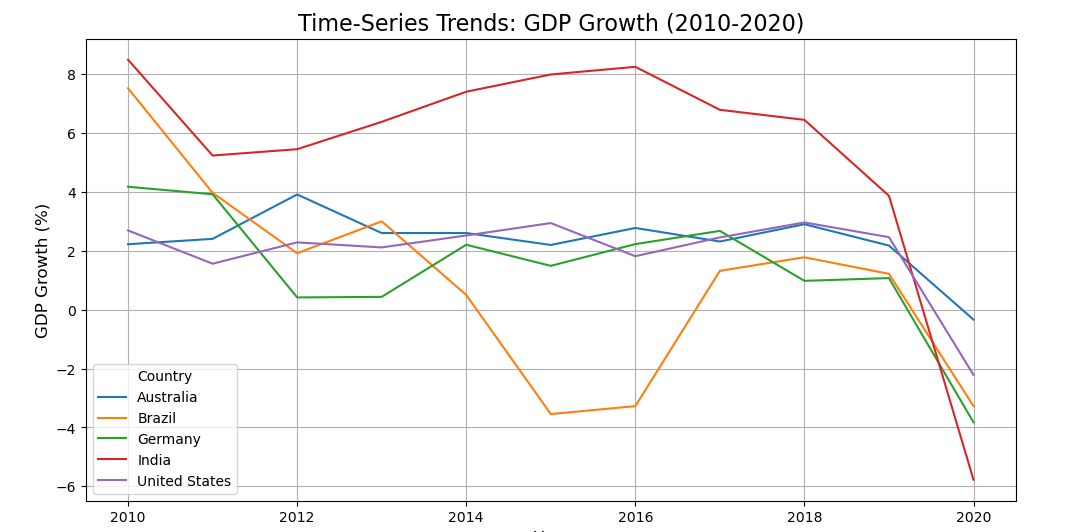 Time-Series Trends: GDP Growth (2010-2020)
GDP Growth (%)
8
6
4
2
0
−2
−4
−6
Country
Australia
Brazil
Germany
India
United States
2010
2012
2014
2016
2018
2020